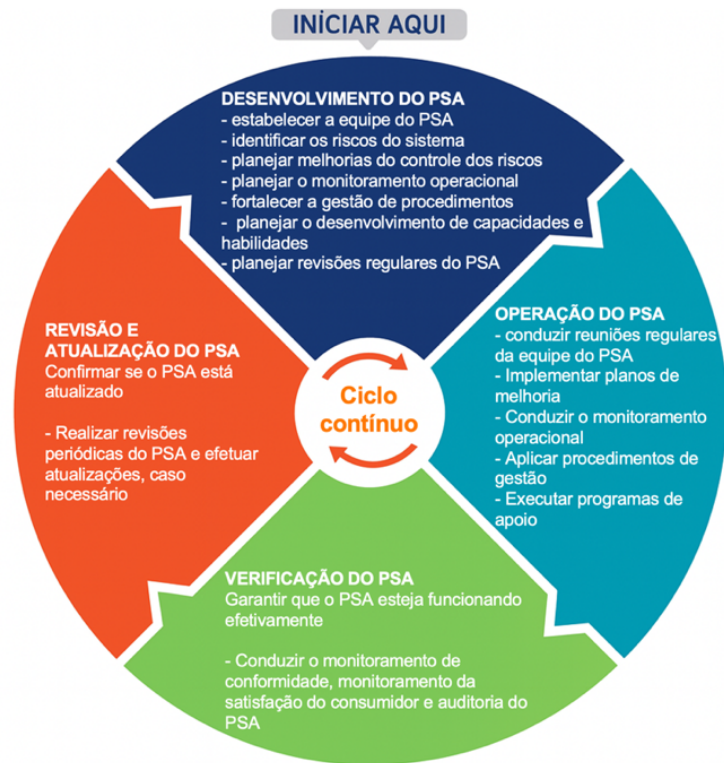 INICIAR AQUI
DESENVOLVIMENTO DO PSA
- estabelecer a equipe do PSA
- identificar os riscos do sistema
- planejar melhorias do controle dos riscos
- planejar o monitoramento operacional
- fortalecer a gestão de procedimentos
- planejar o desenvolvimento de capacidades e
habilidades
- planejar revisões regulares do PSA
OPERAÇÃO DO PSA
- conduzir reuniões regulares
da equipe do PSA
- Implementar planos de
melhoria
- Conduzir o monitoramento
operacional
- Aplicar procedimentos de
gestão
- Executar programas de
apoio
VERIFICAÇÃO DO PSA
Garantir que o PSA esteja funcionando
efetivamente
- Conduzir o monitoramento de
conformidade, monitoramento da
satisfação do consumidor e auditoria do
PSA
REVISÃO E
ATUALIZAÇÃO DO PSA
Confirmar se o PSA está
atualizado
- Realizar revisões
periódicas do PSA e efetuar
atualizações, caso
necessário
Ciclo
contínuo